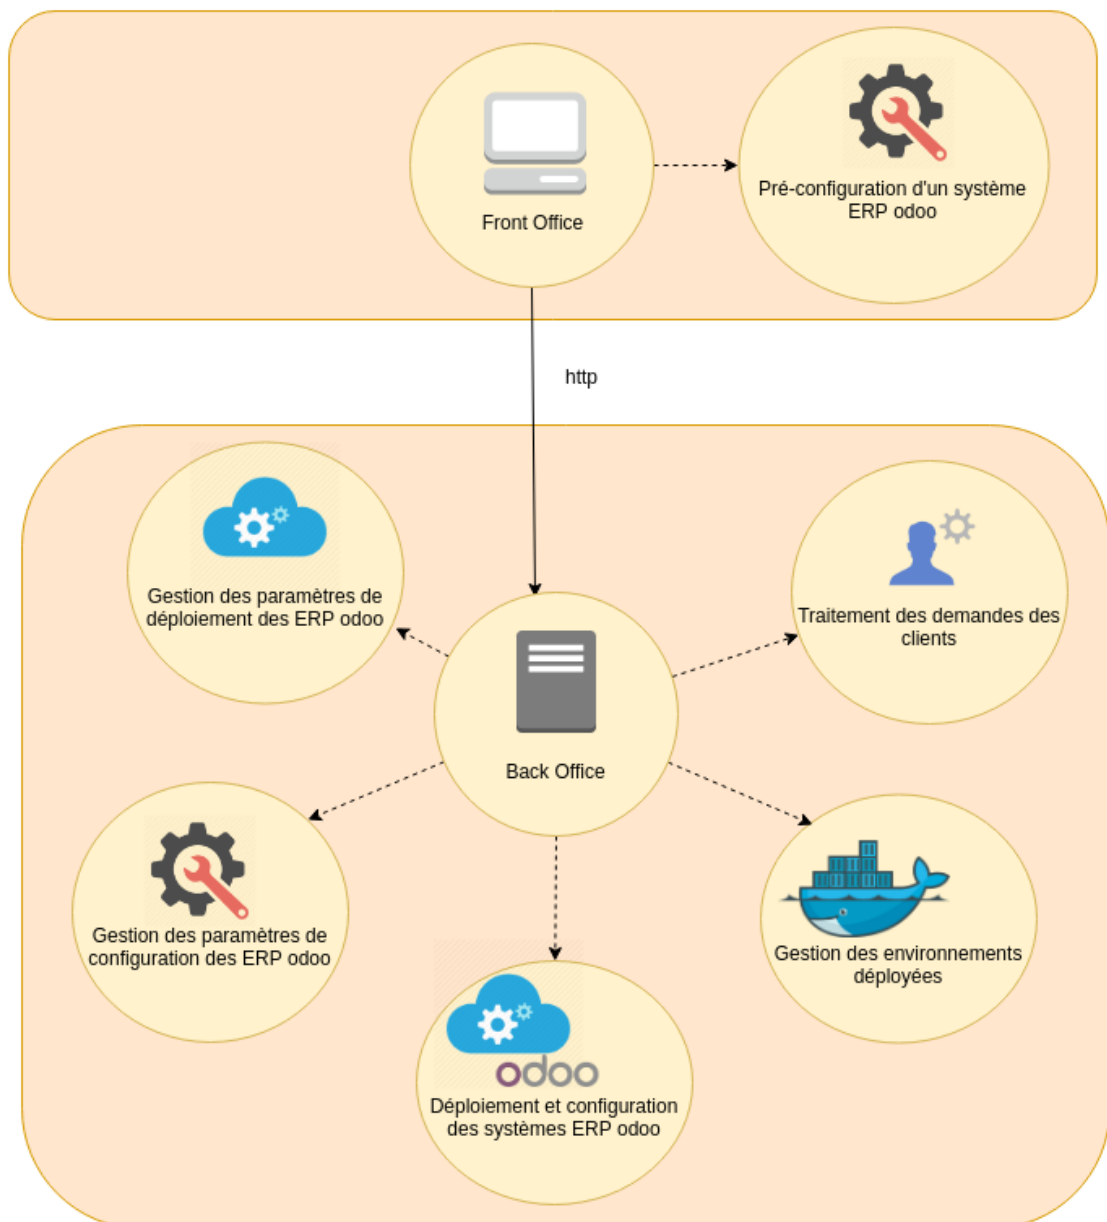 Front Office
Pré-configuration d'un système
ERP odoo
http
Gestion des paramètres de
déploiement des ERP odoo
Traitement des demandes des
clients
Back Office
Gestion des paramètres de
configuration des ERP odoo
Gestion des environnements
déployées
odoo
Déploiement et configuration
des systèmes ERP odoo